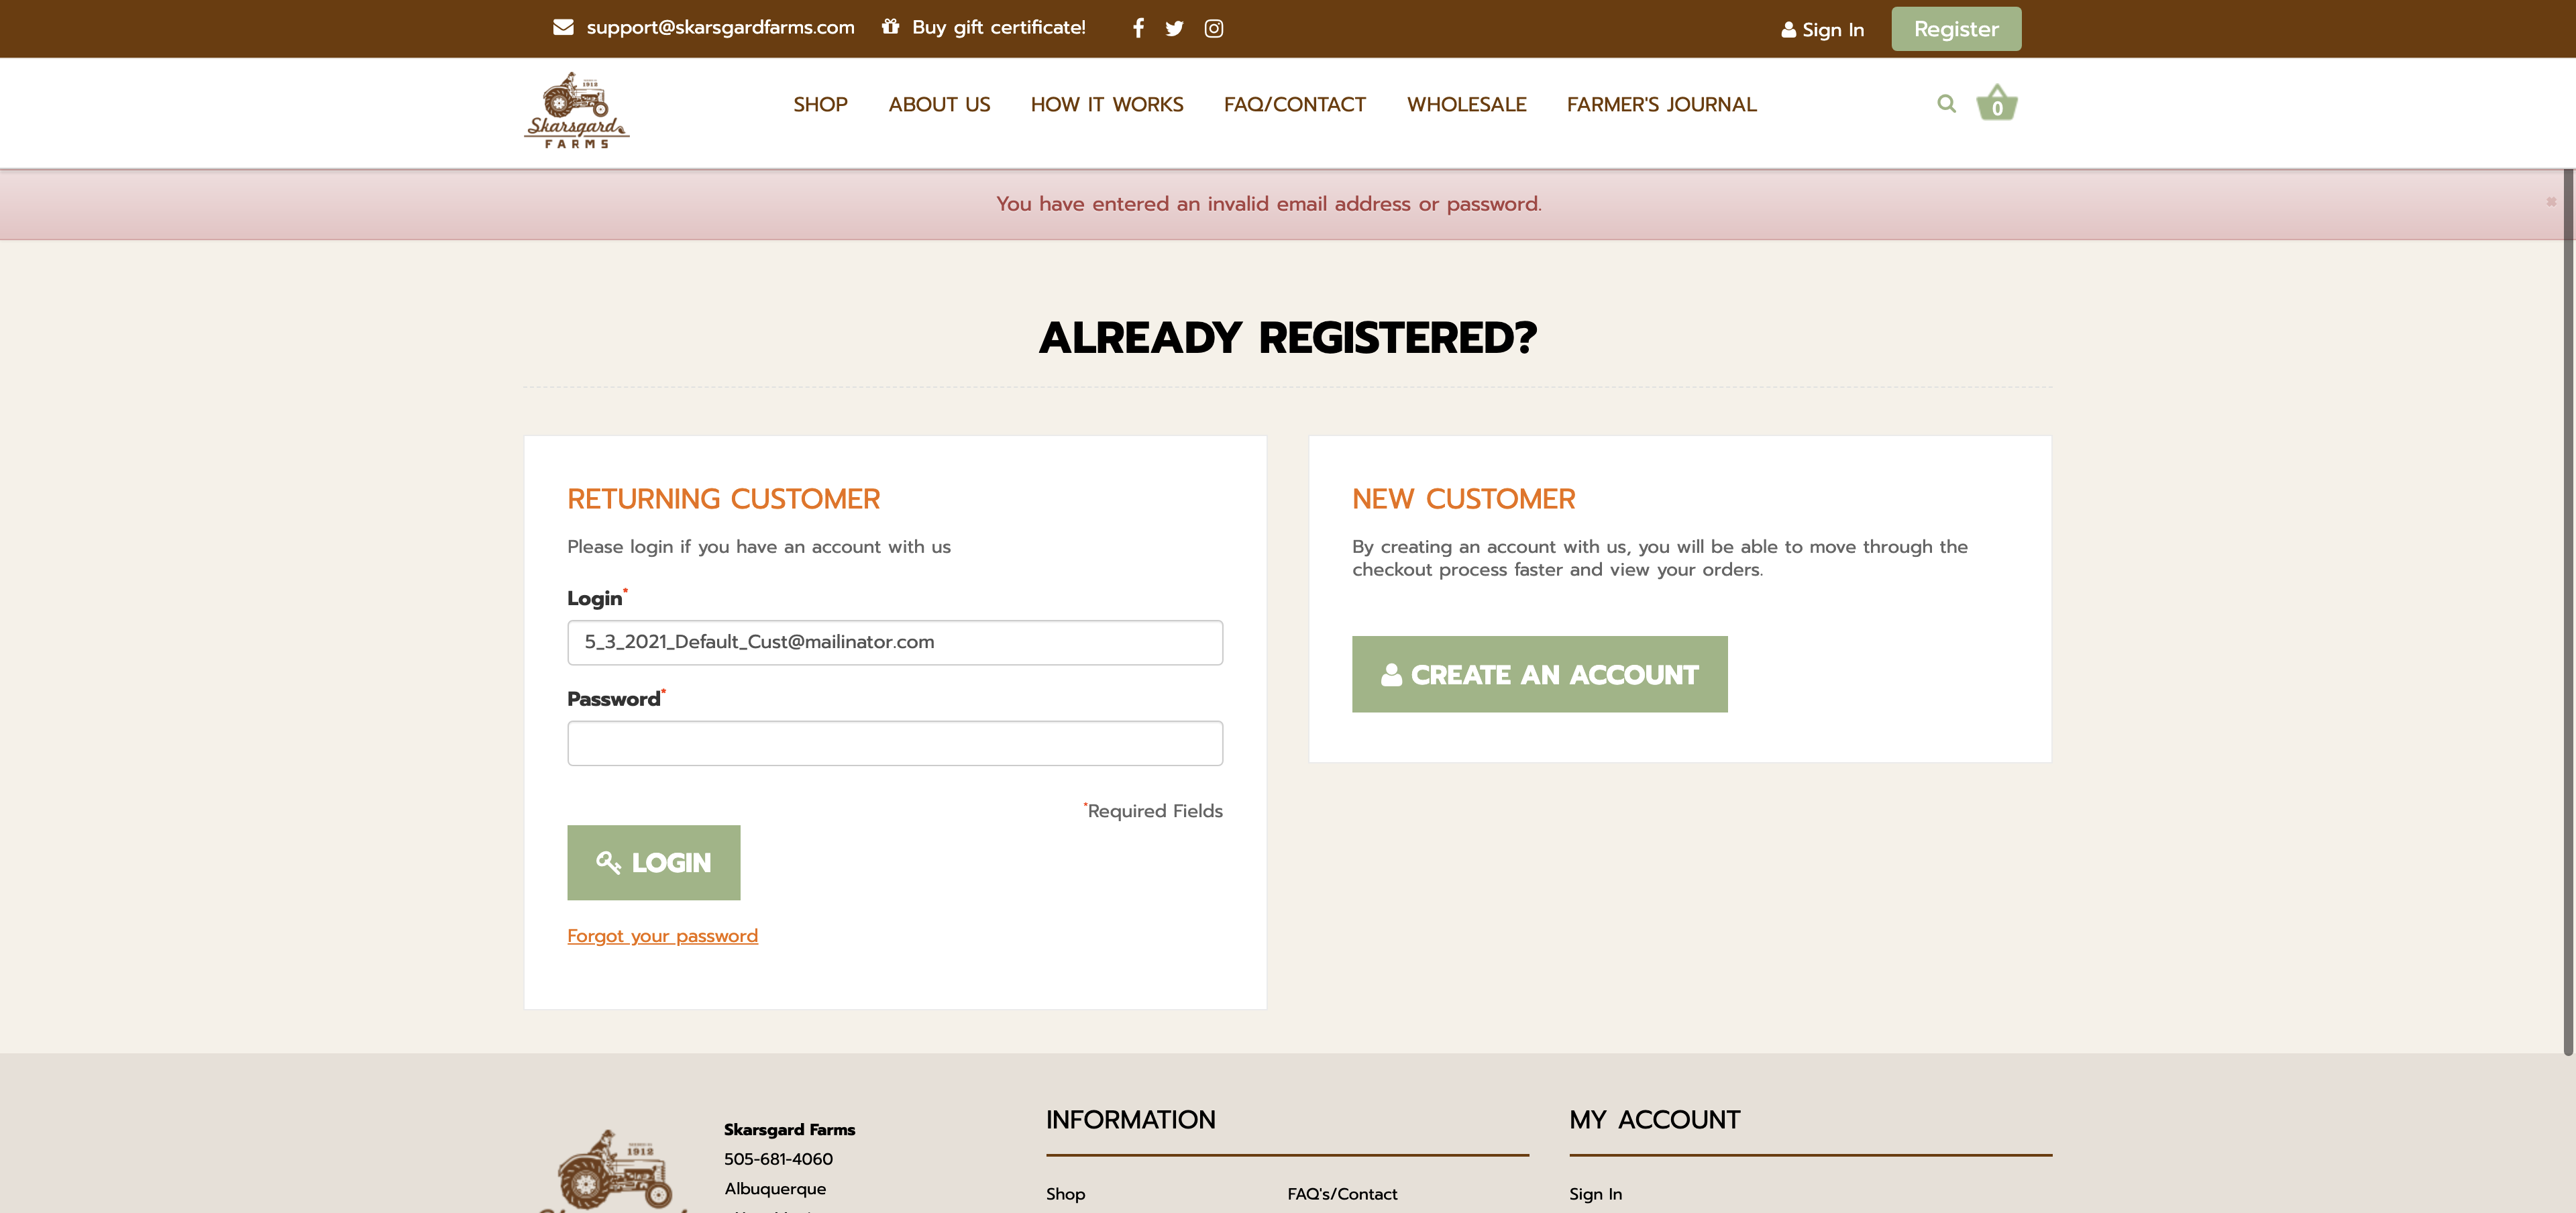 support@skarsgardfarms.com Buy gift certificate! Sign In Register
1912
Skarsgard
FARMS
SHOP ABOUT US HOW IT WORKS FAQ/CONTACT WHOLESALE FARMER'S JOURNAL 0
You have entered an invalid email address or password.
ALREADY REGISTERED?
RETURNING CUSTOMER
Please login if you have an account with us
Login*
5_3_2021_Default_Cust@mailinator.com
Password*
*Required Fields
LOGIN
Forgot your password
NEW CUSTOMER
By creating an account with us, you will be able to move through the
checkout process faster and view your orders.
CREATE AN ACCOUNT
1912
Skarsgard Farms
505-681-4060
Albuquerque
INFORMATION
Shop FAQ's/Contact
MY ACCOUNT
Sign In